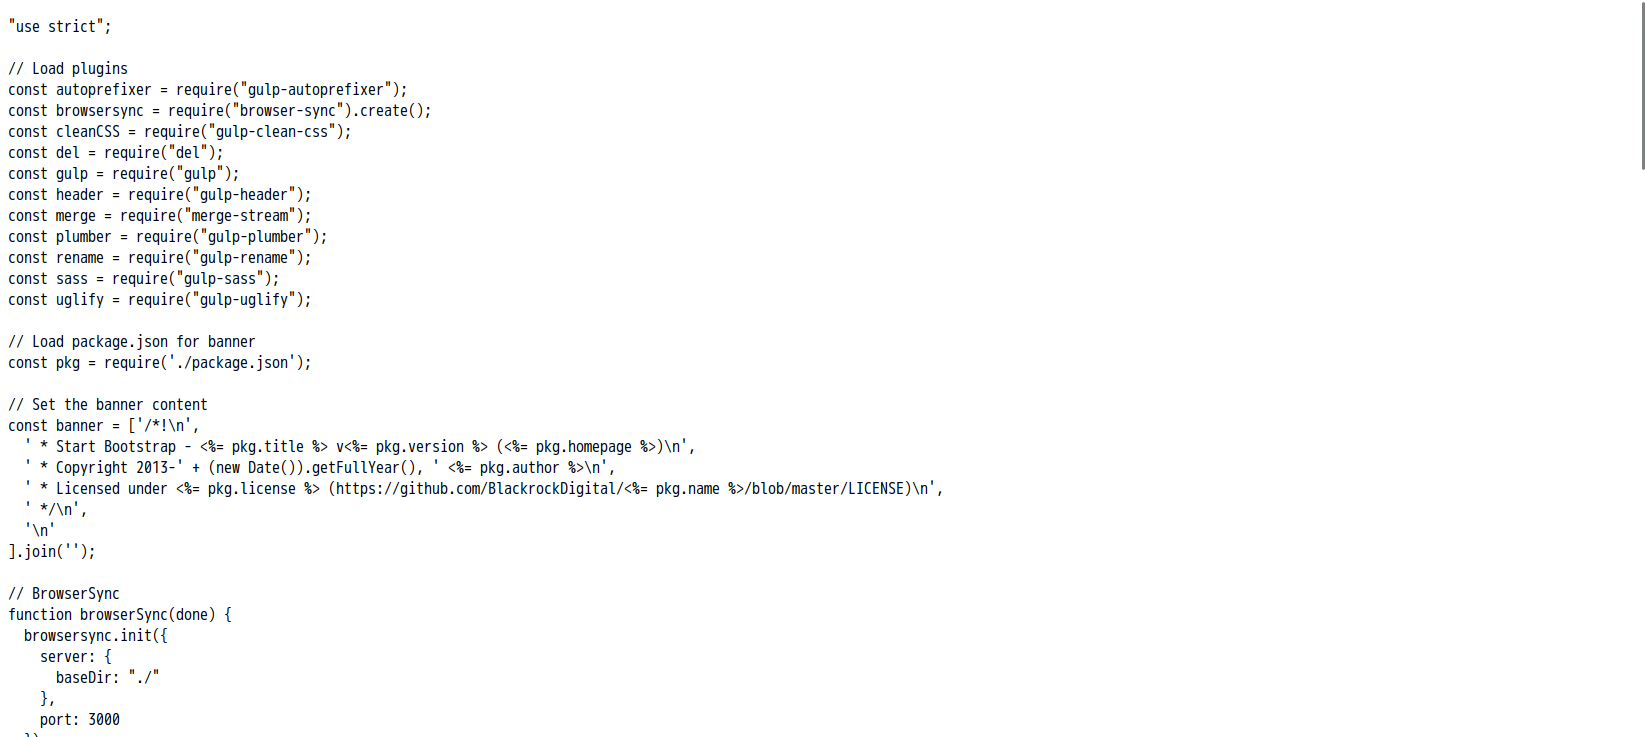 "use strict";

// Load plugins
const autoprefixer = require("gulp-autoprefixer");
const browsersync = require("browser-sync").create();
const cleanCSS = require("gulp-clean-css");
const del = require("del");
const gulp = require("gulp");
const header = require("gulp-header");
const merge = require("merge-stream");
const plumber = require("gulp-plumber");
const rename = require("gulp-rename");
const sass = require("gulp-sass");
const uglify = require("gulp-uglify");

// Load package.json for banner
const pkg = require('./package.json');

// Set the banner content
const banner = ['/*!\n',
  ' * Start Bootstrap - <%= pkg.title %> v<%= pkg.version %> (<%= pkg.homepage %>)\n',
  ' * Copyright 2013-' + (new Date()).getFullYear(), ' <%= pkg.author %>\n',
  ' * Licensed under <%= pkg.license %> (https://github.com/BlackrockDigital/<%= pkg.name %>/blob/master/LICENSE)\n',
  ' */\n',
  '\n'
].join('');

// BrowserSync
function browserSync(done) {
  browsersync.init({
    server: {
      baseDir: "./"
    },
    port: 3000